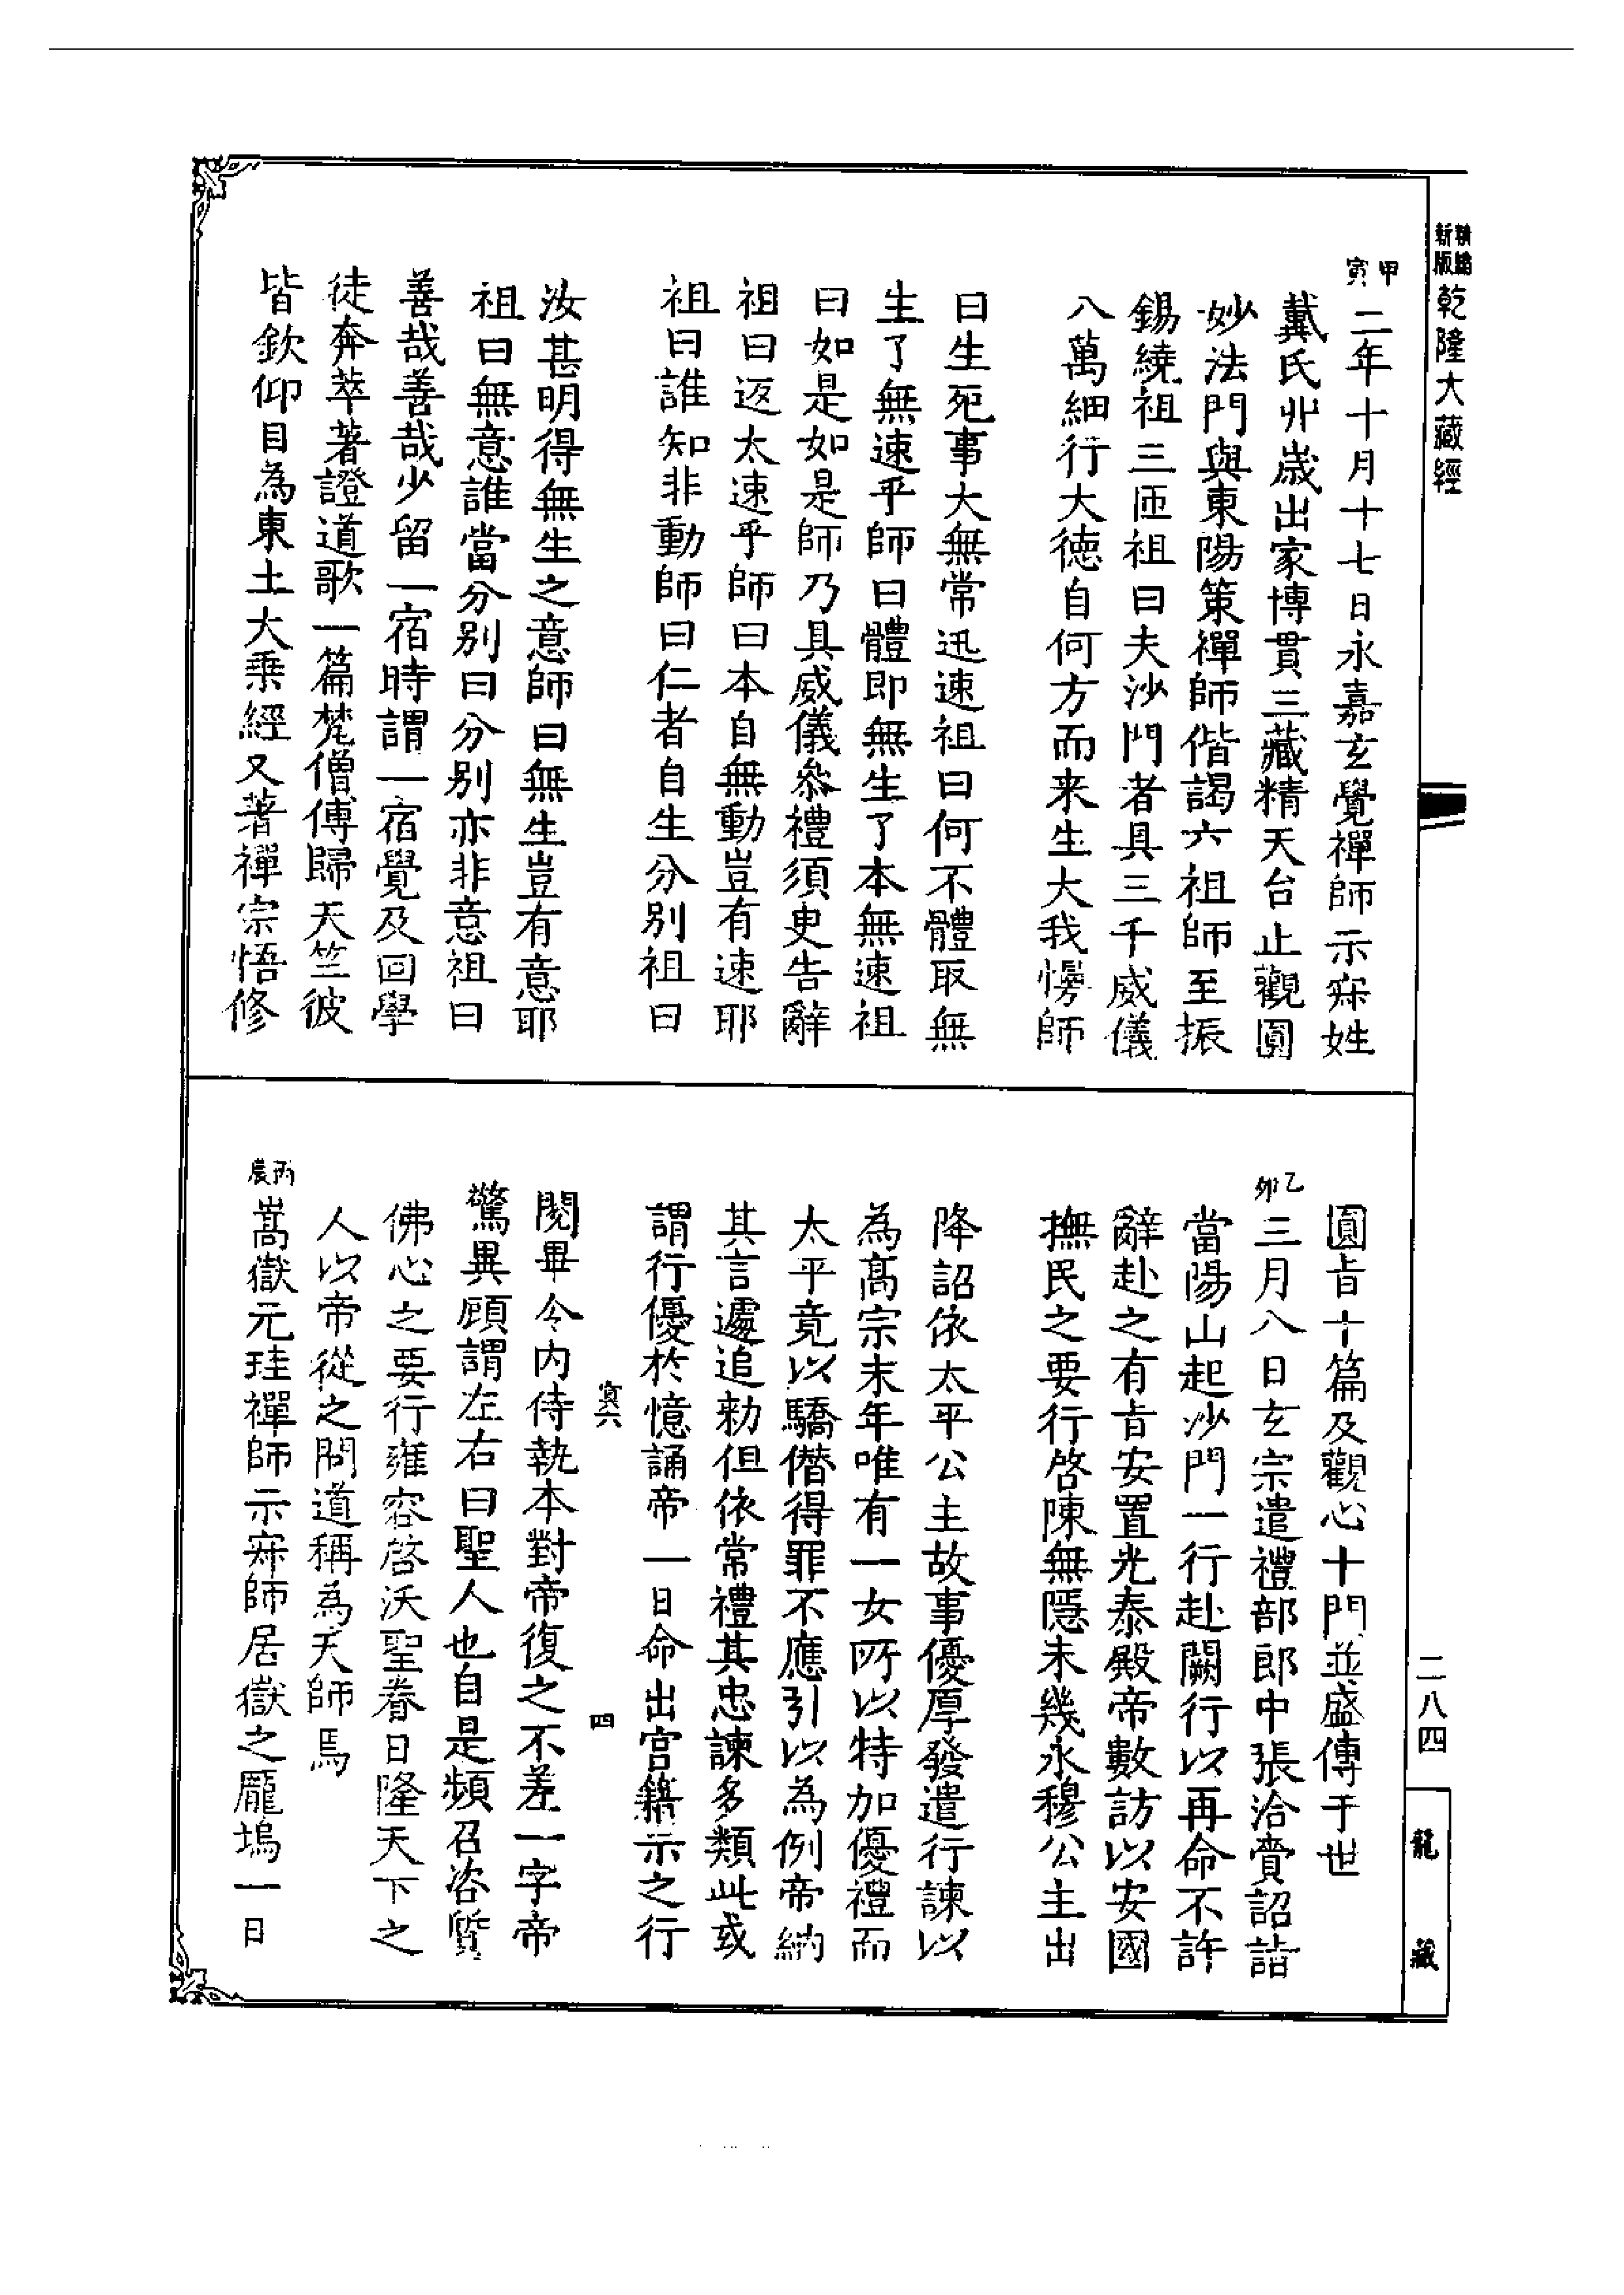 新版
乾隆大藏經
甲寅
二年十月十七日永嘉玄覺禪師示寂姓
戴氏丱歲出家博貫三藏精天台止觀圓
妙法門與東陽策禪師偕謁六祖師至振
錫繞祖三匝祖曰夫沙門者具三千威儀
八萬細行大德自何方而来生大我慢師
曰生死事大無常迅速祖曰何不體取無
生了無速乎師曰體即無生了本無速祖
曰如是如是師乃具威儀叅禮須臾告辭
祖曰返太速乎師曰本自無動豈有速耶
祖曰誰知非動師曰仁者自生分別祖曰
汝甚明得無生之意師曰無生豈有意耶
祖曰無意誰當分别曰分别亦非意祖曰
善哉善哉少留一宿時謂一宿覺及回學
徒奔萃著證道歌一篇梵僧傳歸天竺彼
皆欽仰目為東土大乗經又著禪宗悟修
圓旨十篇及觀心十門並盛傳于世
乙卯
三月八日玄宗遣禮部郎中張洽賷詔詣
當陽山起沙門一行赴闕行以再命不許
辭赴之有旨安置光泰殿帝數訪以安國
撫民之要行啓陳無隱未幾永穆公主出
降詔依太平公主故事優厚發遣行諫以
為髙宗末年唯有一女所以特加優禮而
太平竟以驕僭得罪不應引以為例帝納
其言遽追勑但依常禮其忠諫多類此或
謂行優於憶誦帝一日命出宫籍示之行
寘六
四
閱畢令内侍執本對帝復之不差一字帝
驚異顧謂左右曰聖人也自是頻召咨質
佛心之要行雍容啓沃聖眷日隆天下之
人以帝從之問道稱為天師焉
丙辰
嵩嶽元珪禪師示寂師居嶽之龎塢一日
二八四
龍藏